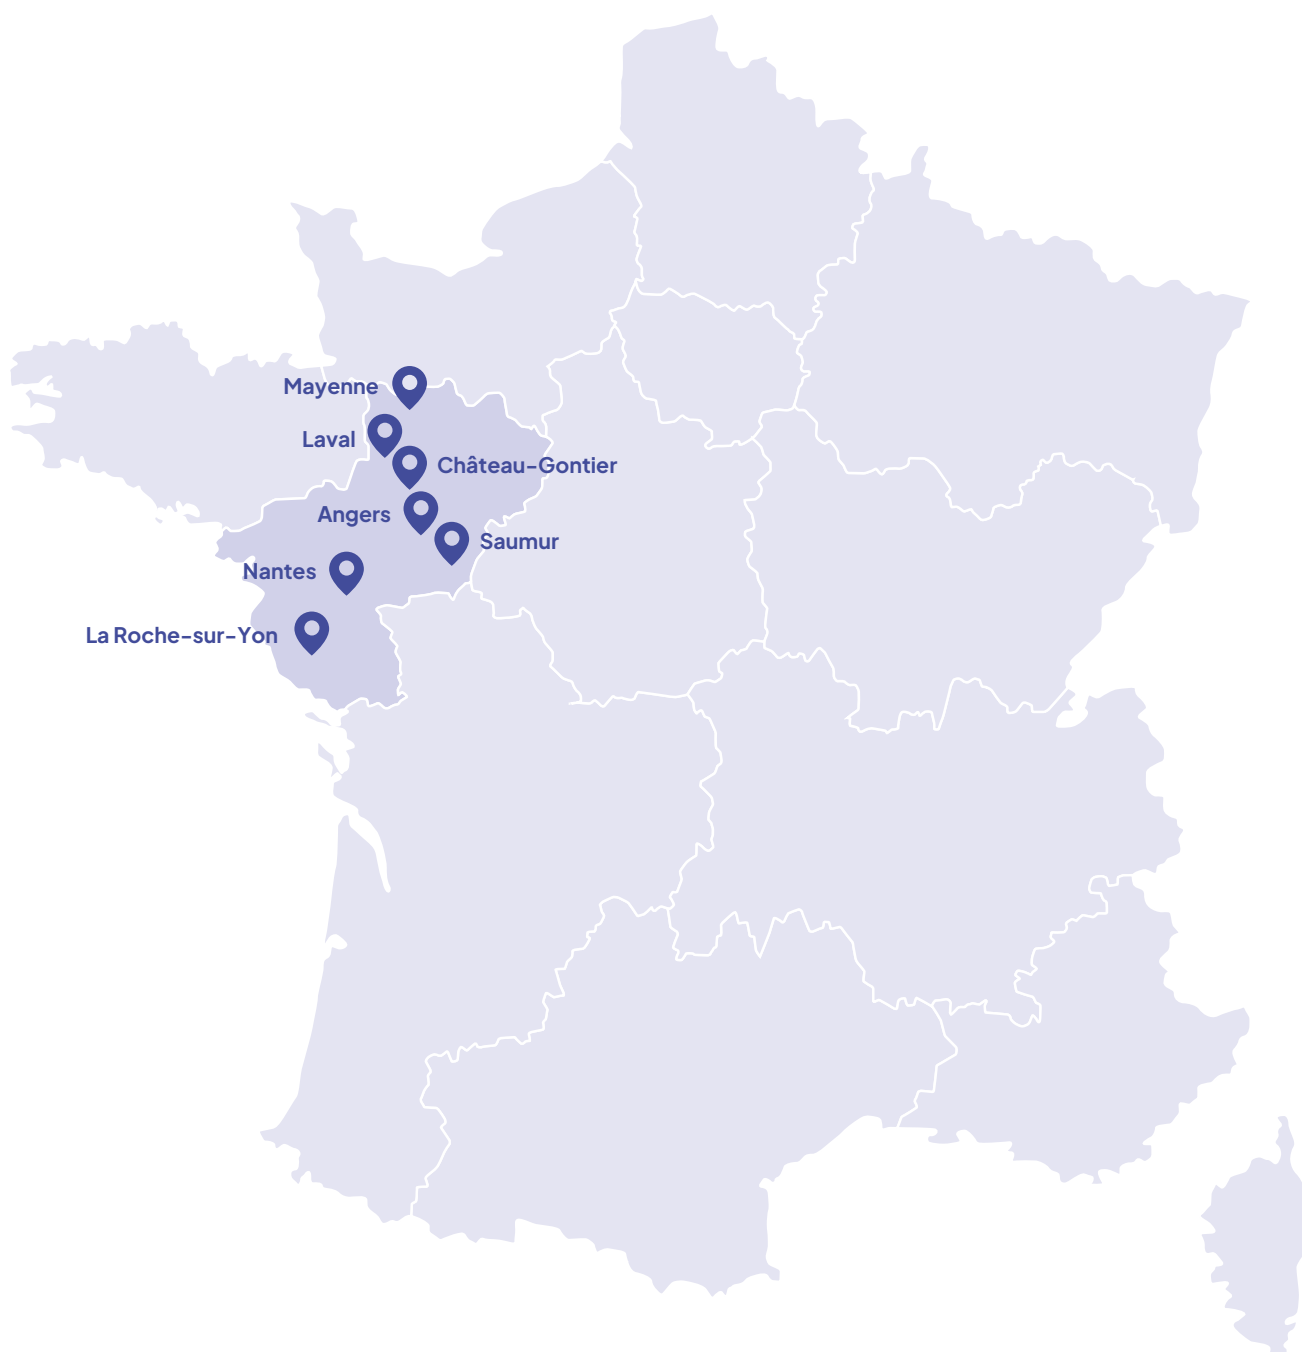 Mayenne
Laval
Château-Gontier
Angers
Saumur
Nantes
La Roche-sur-Yon